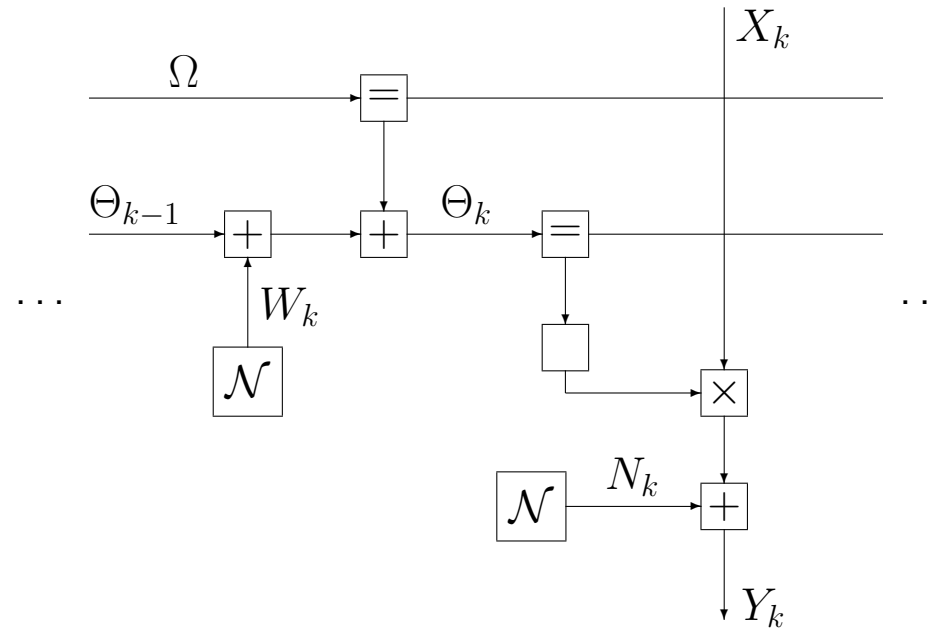 X_k
Ω
=
Θ_{k−1}
+
+
Θ_k
=
. . .
. .
W_k
𝒩
×
𝒩
N_k
+
Y_k